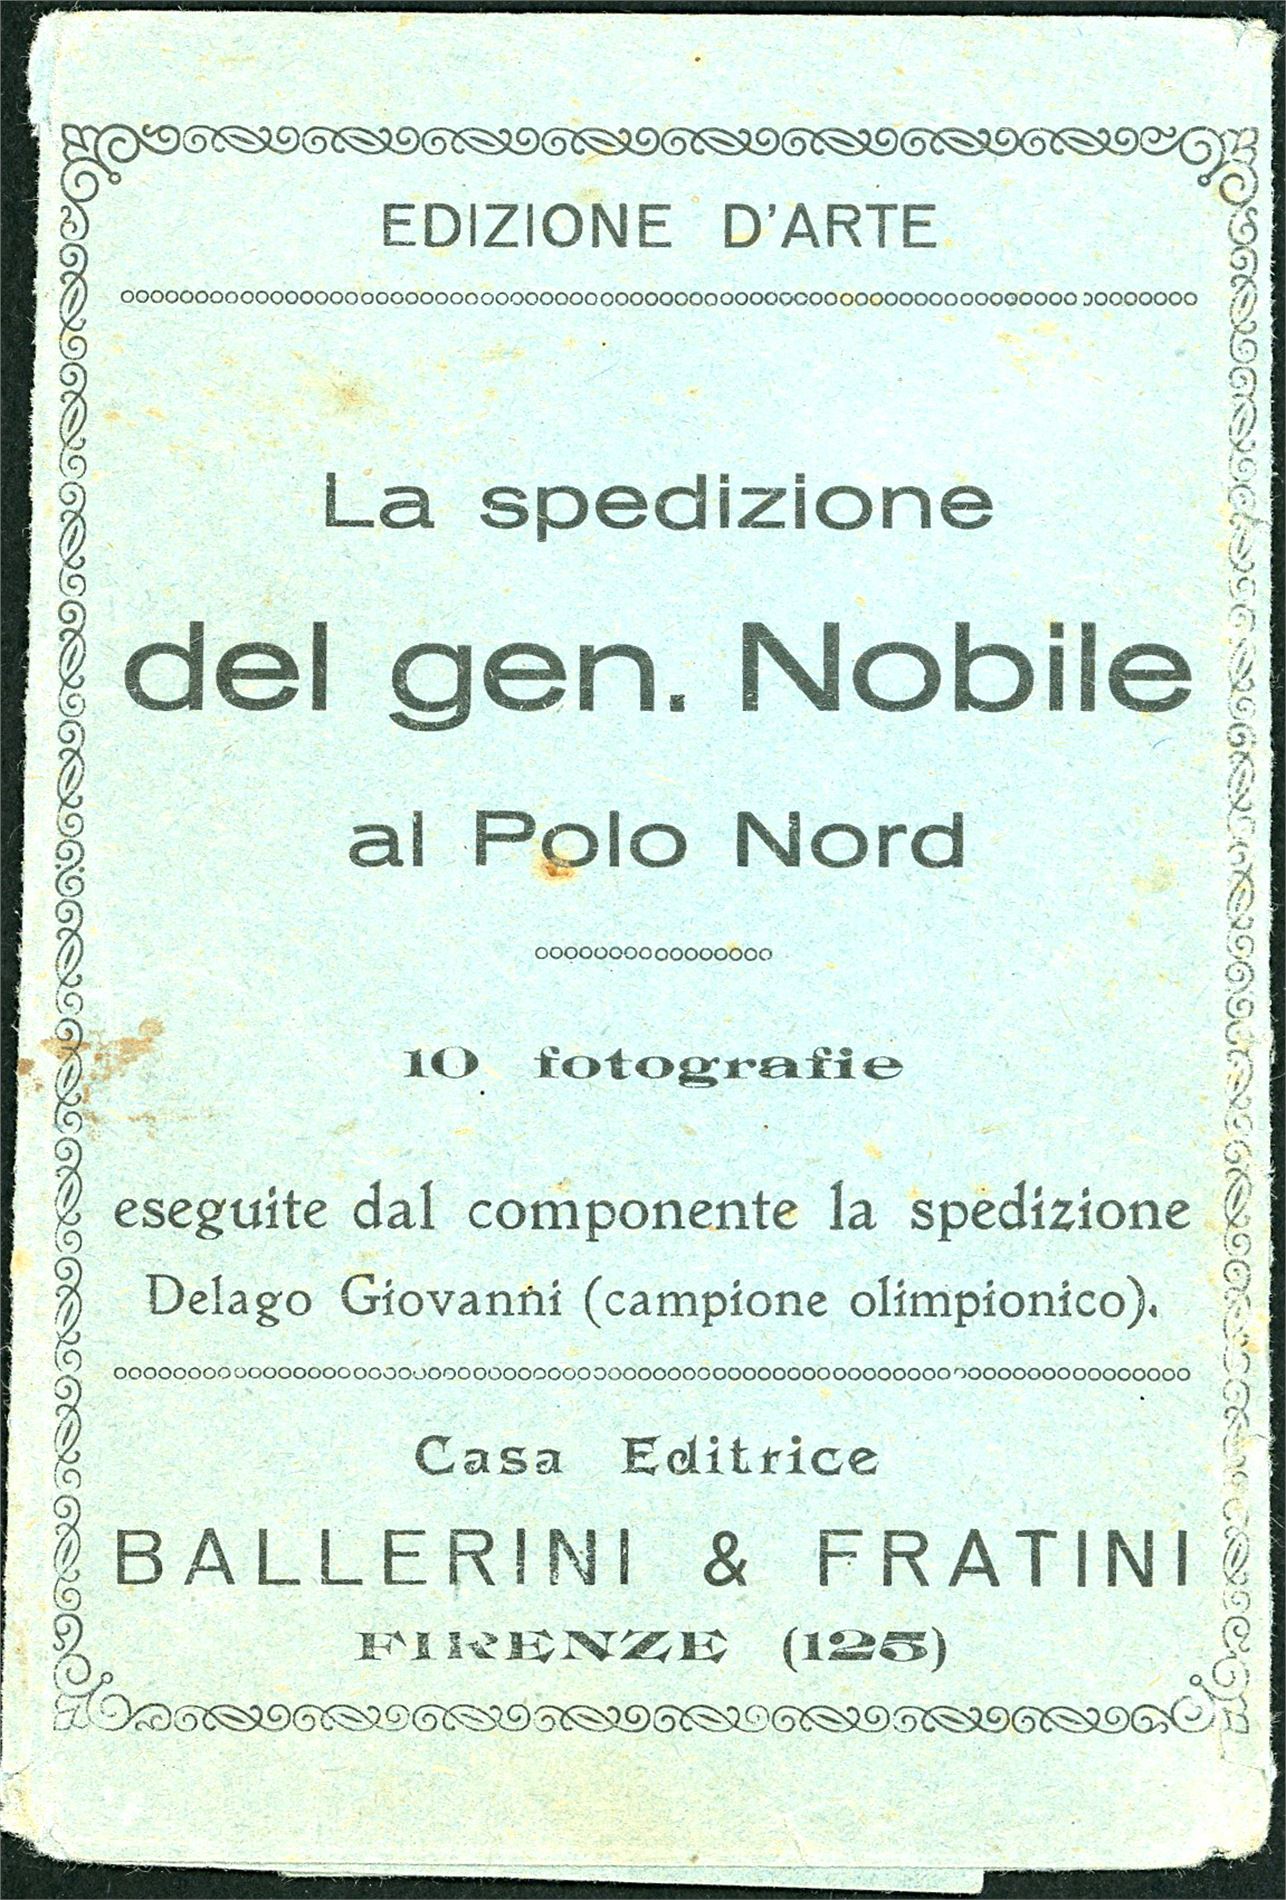 EDIZIONE D'ARTE
La spedizione
del gen. Nobile
al Polo Nord
10 fotografie
eseguite dal componente la spedizione
Delago Giovanni (campione olimpionico).
Casa Editrice
BALLERINI & FRATINI
FIRENZE (125)